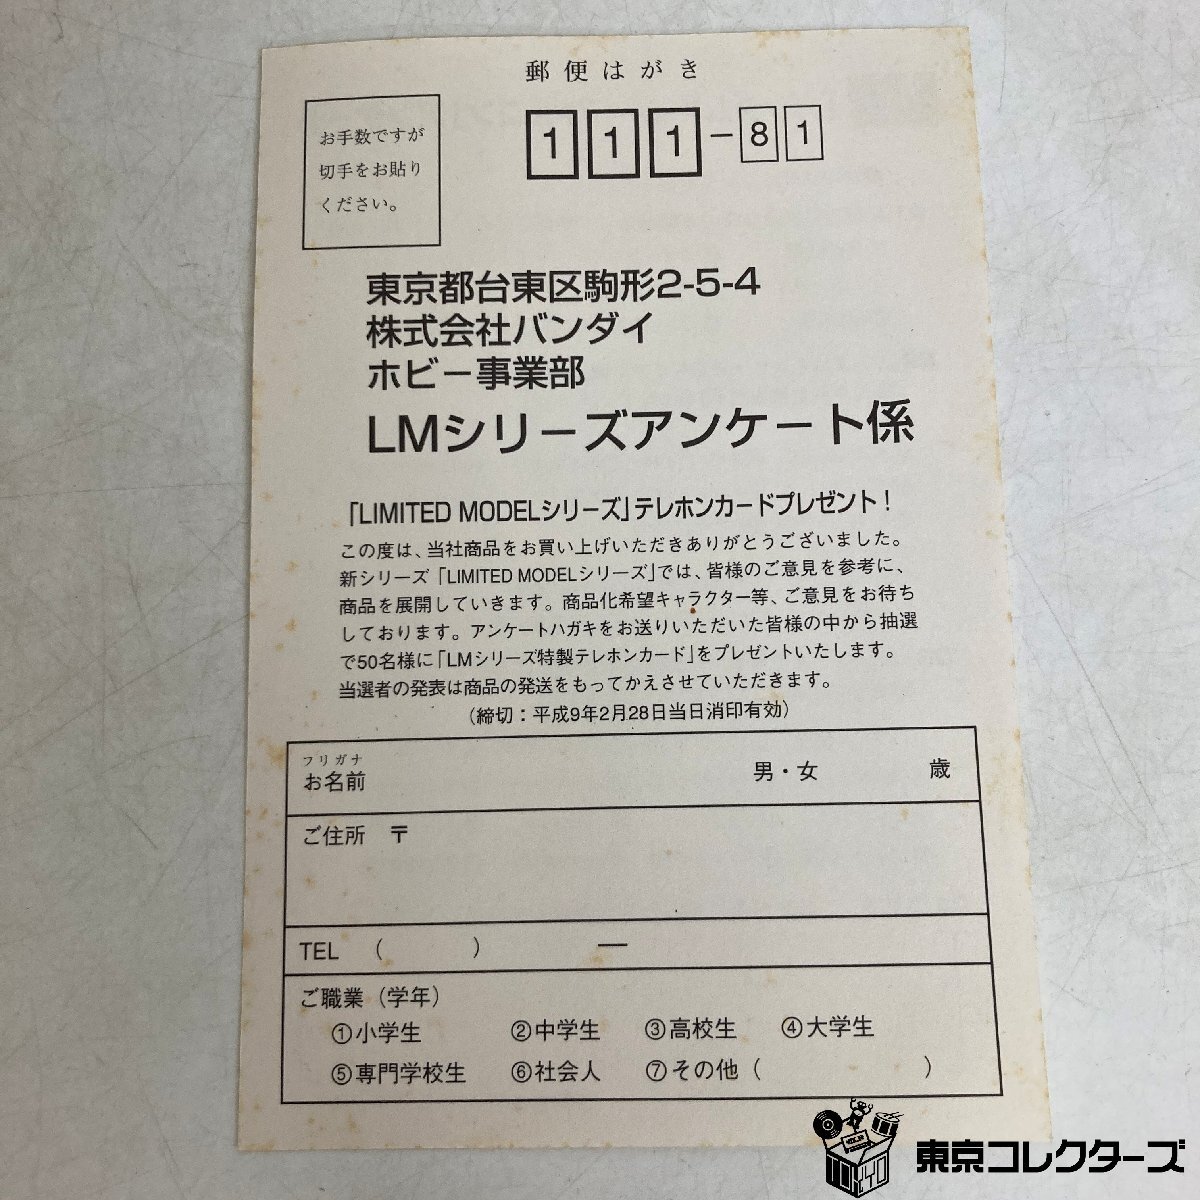 郵便はがき
お手数ですが
切手をお貼り
ください。
111-81
東京都台東区駒形2-5-4
株式会社バンダイ
ホビー事業部
LMシリーズアンケート係
「LIMITED MODELシリーズ」テレホンカードプレゼント!
この度は、当社商品をお買い上げいただきありがとうございました。
新シリーズ「LIMITED MODELシリーズ」では、皆様のご意見を参考に、
商品を展開していきます。商品化希望キャラクター等、ご意見をお待ち
しております。アンケートハガキをお送りいただいた皆様の中から抽選
で50名様に「LMシリーズ特製テレホンカード」をプレゼントいたします。
当選者の発表は商品の発送をもってかえさせていただきます。
(締切:平成9年2月28日当日消印有効)
フリガナ
お名前 男・女 歳
ご住所 〒
TEL ( ) ―
ご職業(学年)
①小学生 ②中学生 ③高校生 ④大学生
⑤専門学校生 ⑥社会人 ⑦その他( )
東京コレクターズ